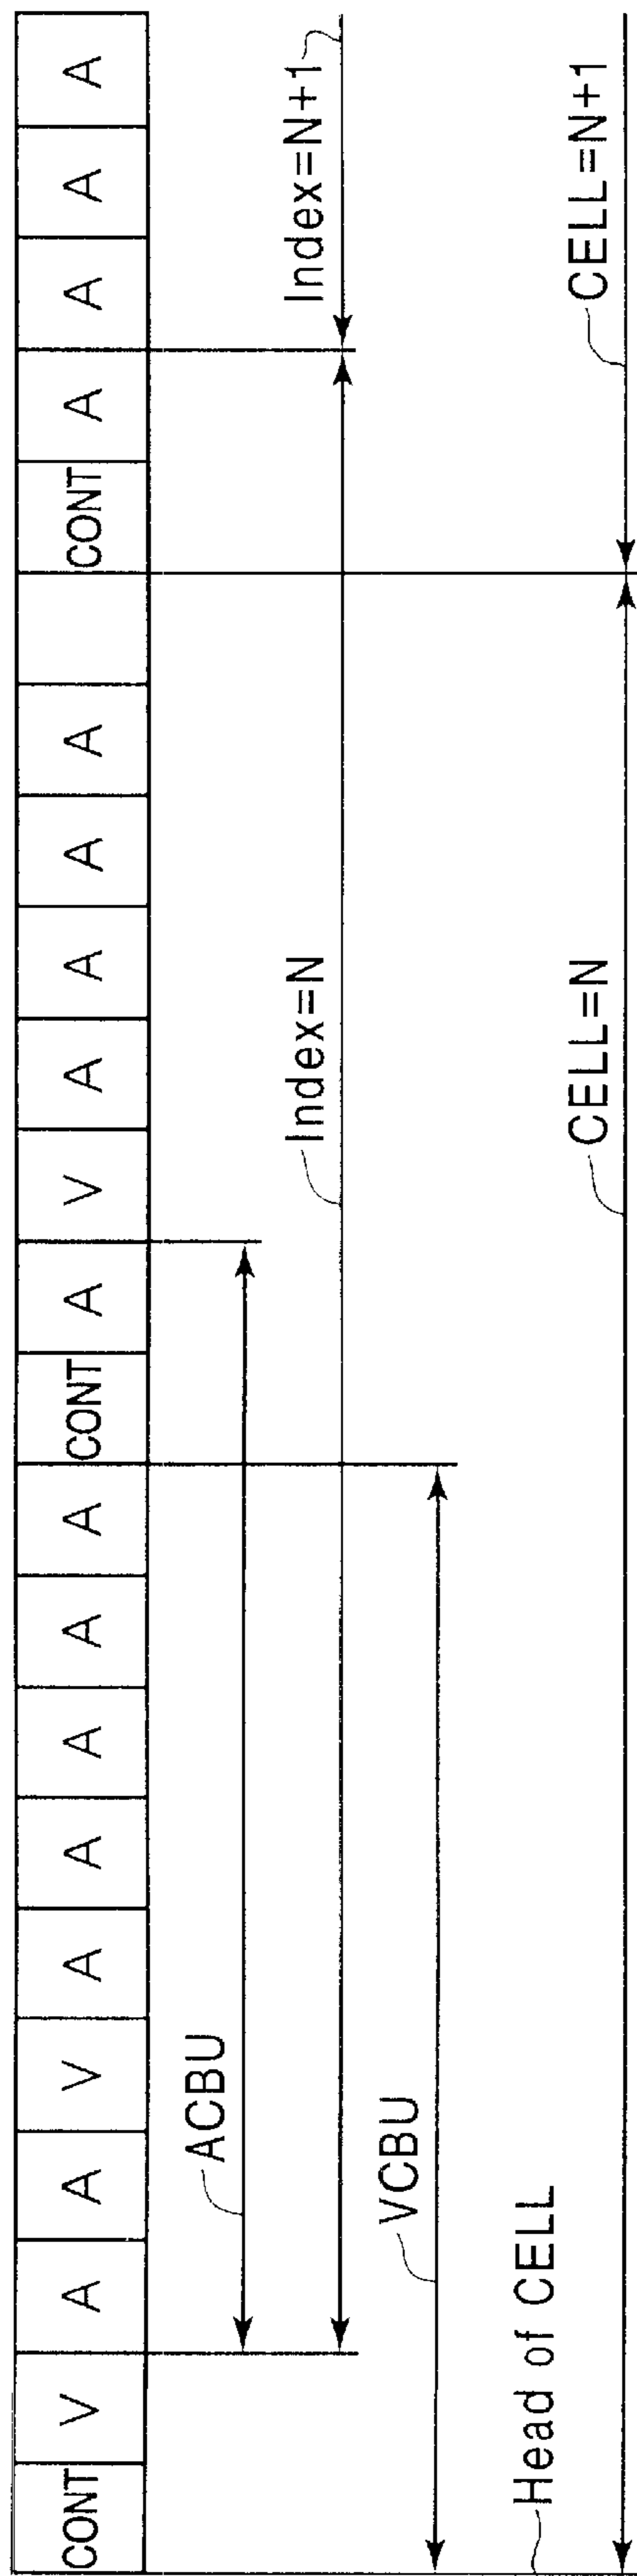 CONT V A A V A A A A A CONT A V A A A A CONT A A A A
ACBU
Index=N
Index=N+1
VCBU
Head of CELL
CELL=N
CELL=N+1